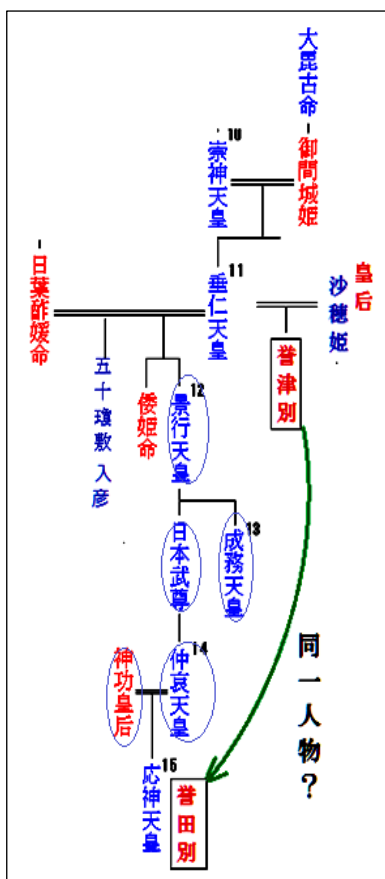 大毘古命
御間城姫
10
崇神天皇
皇后
沙穂姫
11
垂仁天皇
日葉酢媛命
誉津別
12
景行天皇
倭姫命
五十瓊敷入彦
13
成務天皇
日本武尊
同一人物？
14
仲哀天皇
神功皇后
15
応神天皇
誉田別